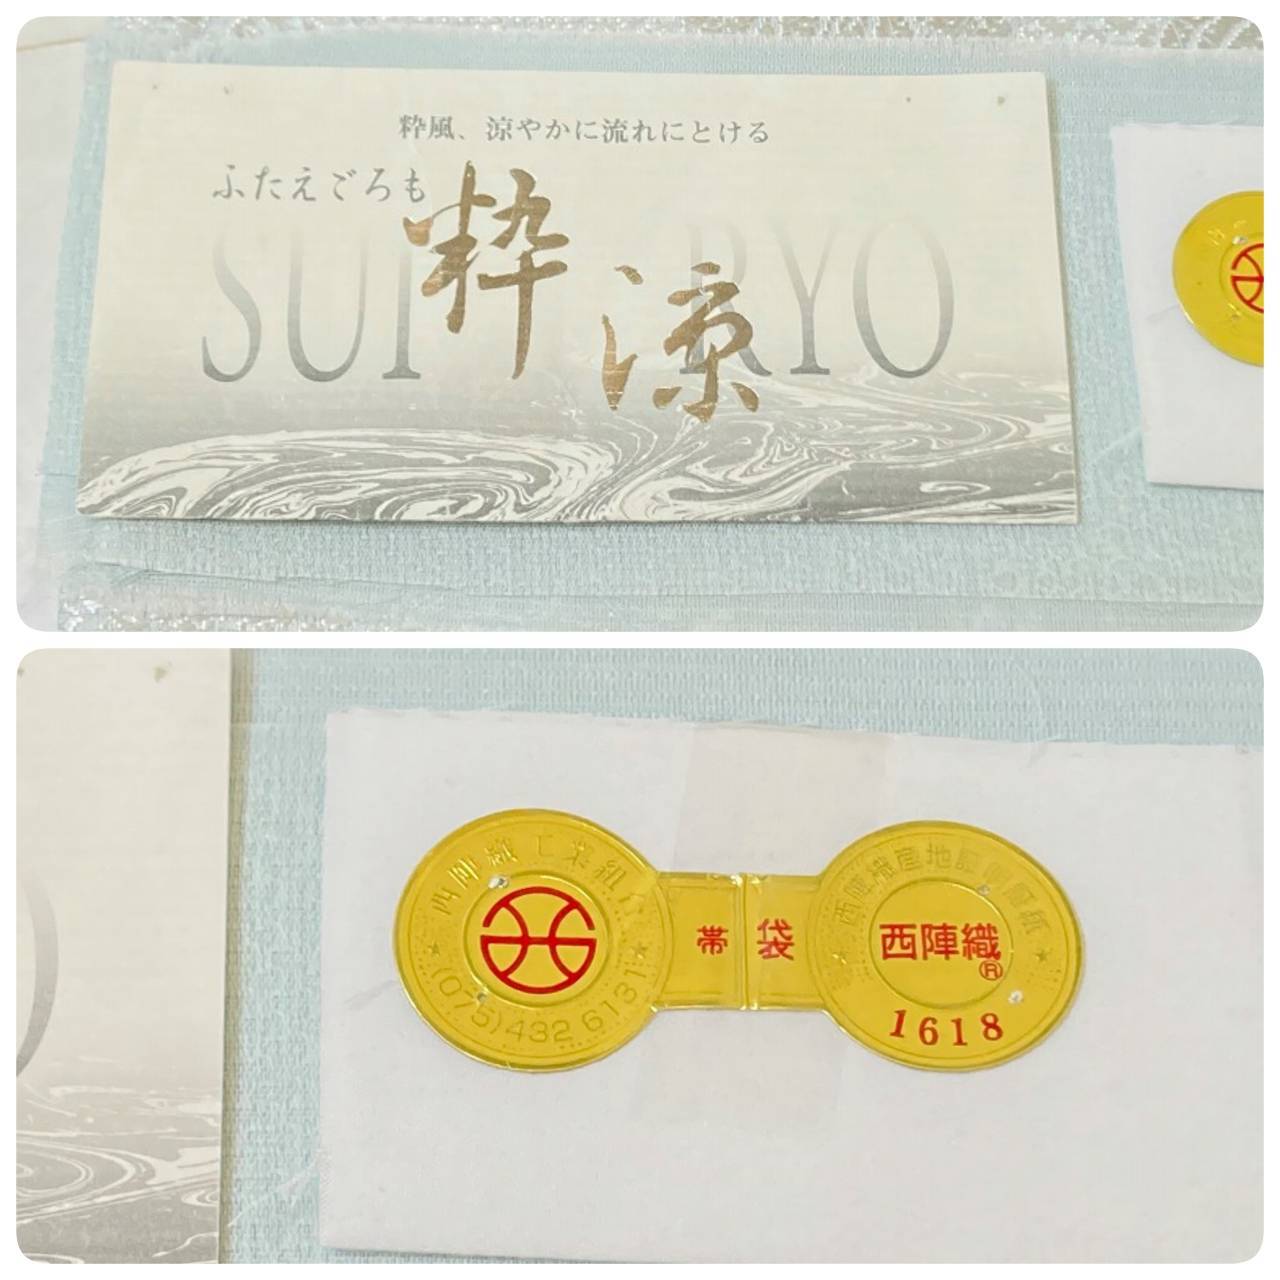 粋風、涼やかに流れにとける
ふたえごろも
粋涼
SUI RYO
西陣織工業組合
(075)432 6131
帯袋
西陣織産地証明証紙
西陣織
®
1618